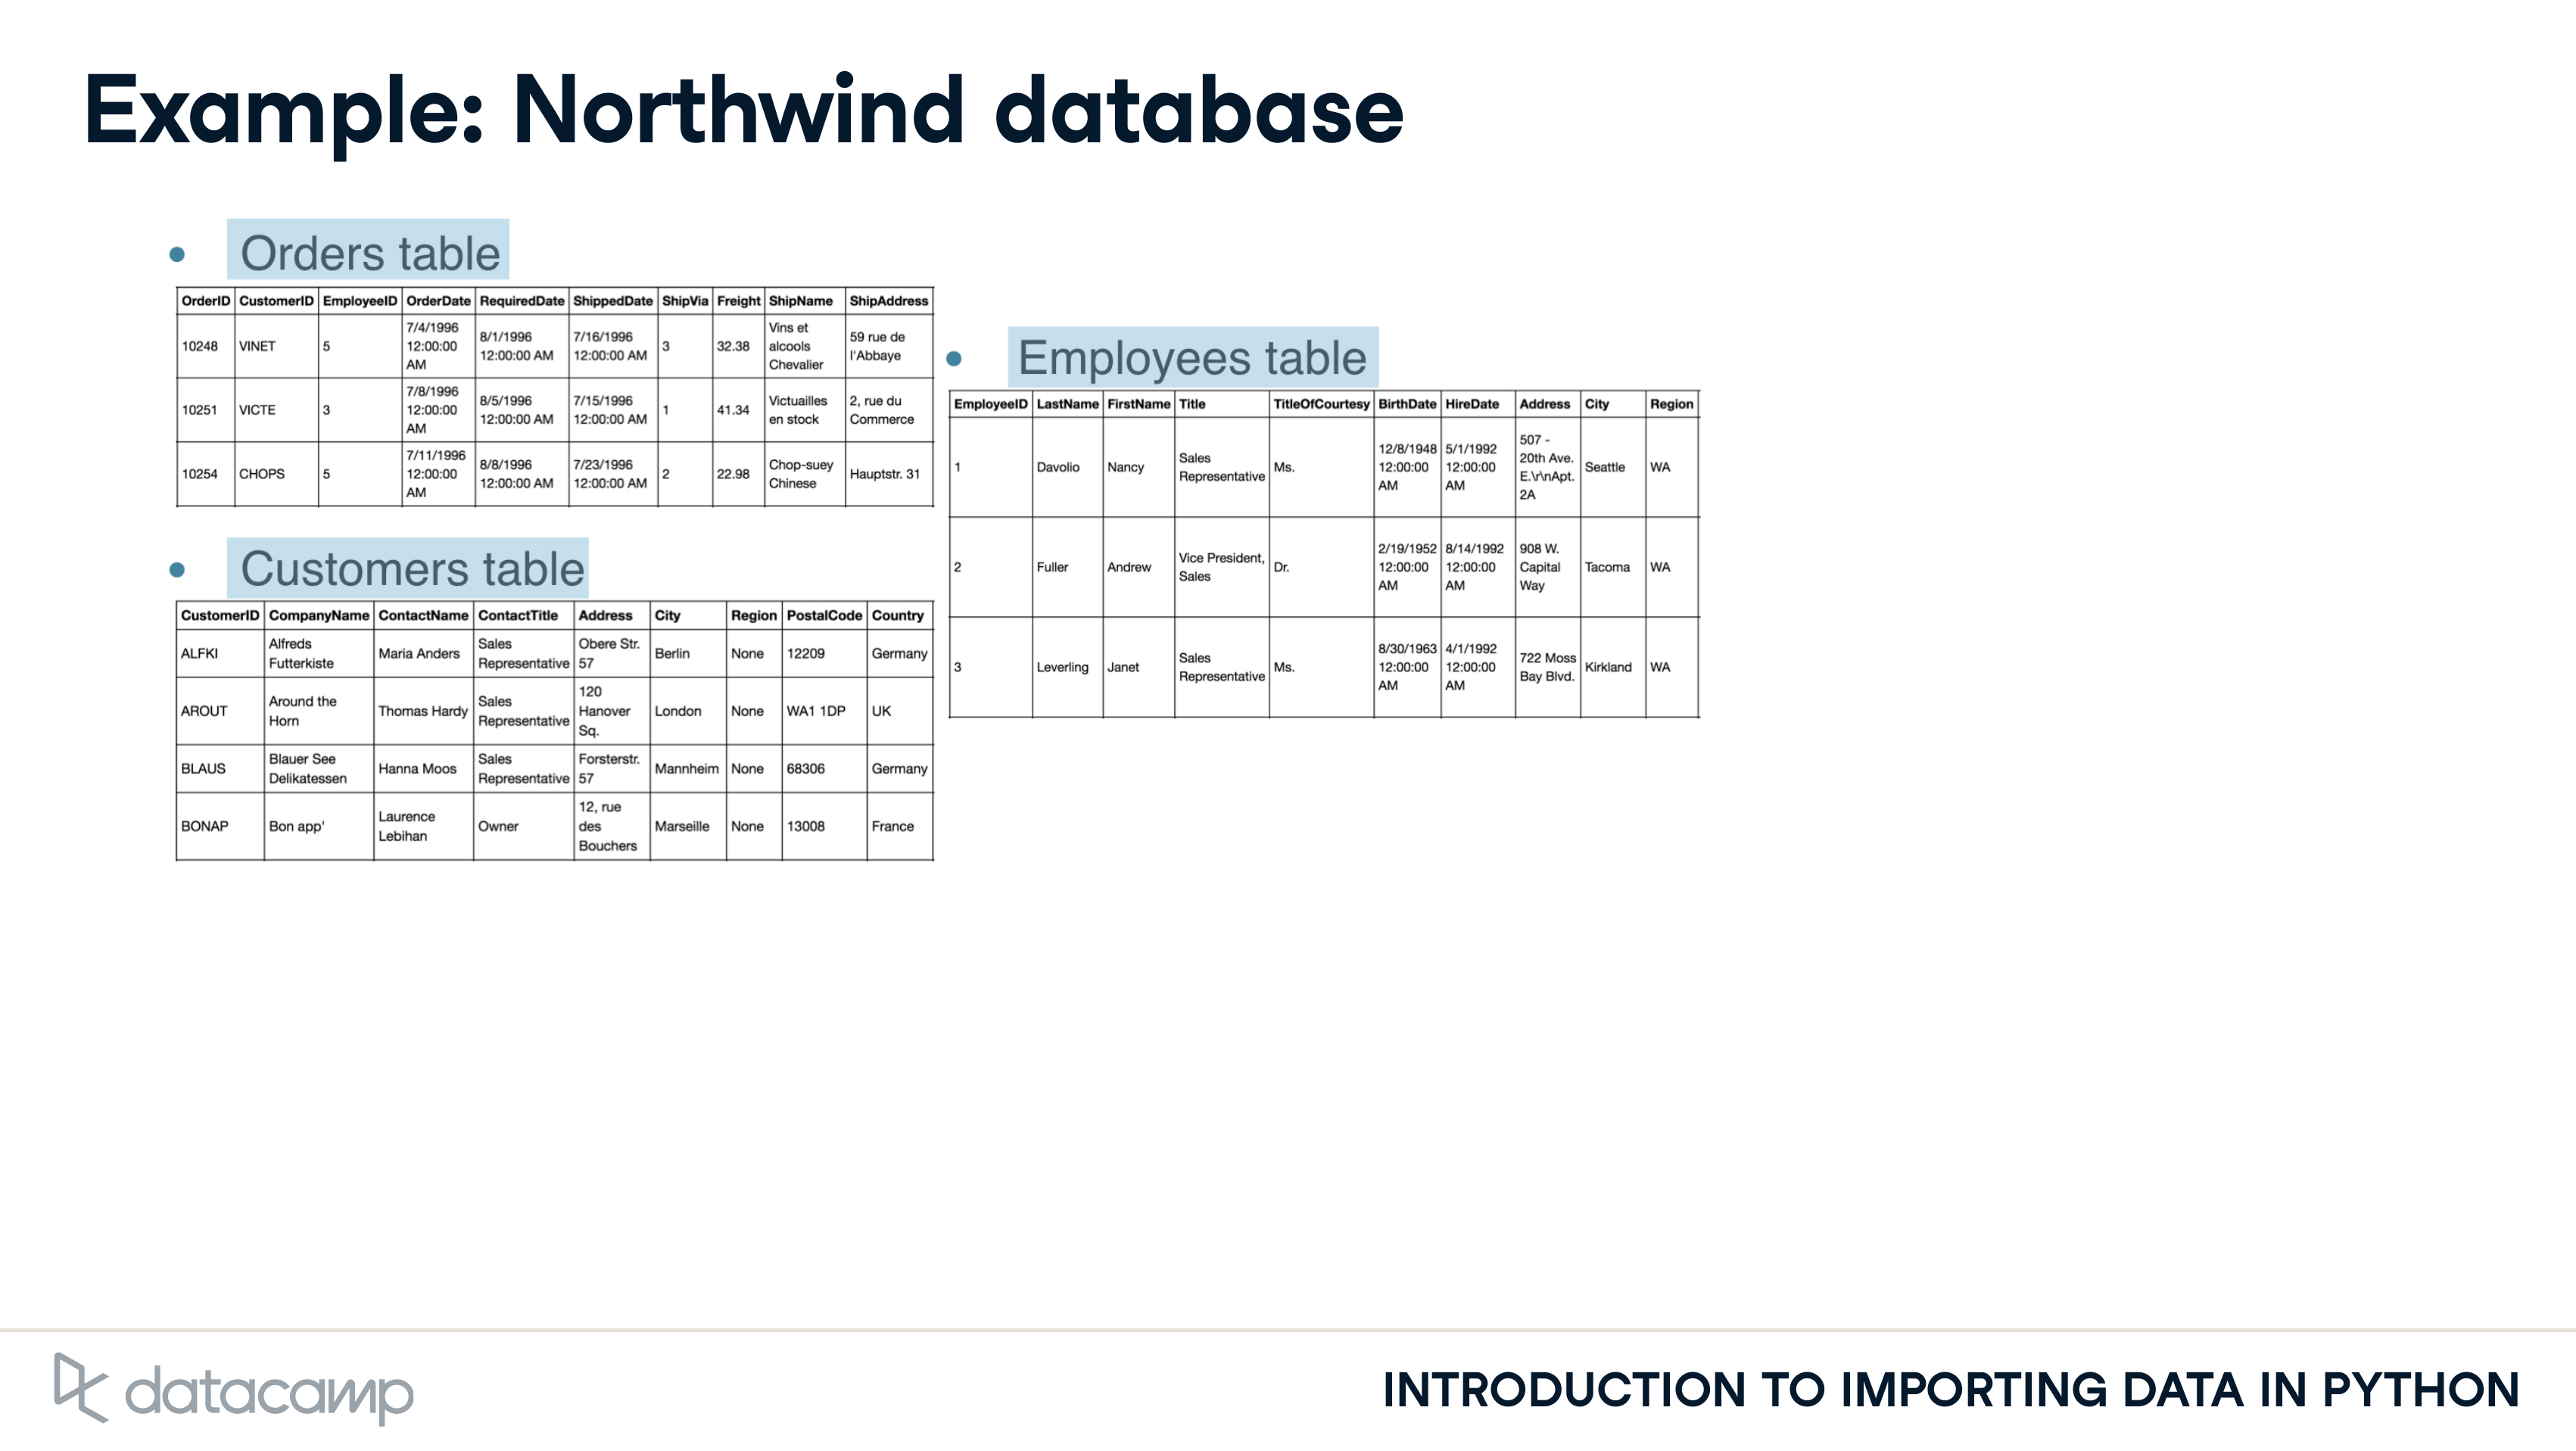 Example: Northwind database
• Orders table
OrderID CustomerID EmployeeID OrderDate RequiredDate ShippedDate ShipVia Freight ShipName ShipAddress
10248 VINET 5 7/4/1996 12:00:00 AM 8/1/1996 12:00:00 AM 7/16/1996 12:00:00 AM 3 32.38 Vins et alcools Chevalier 59 rue de l'Abbaye
10251 VICTE 3 7/8/1996 12:00:00 AM 8/5/1996 12:00:00 AM 7/15/1996 12:00:00 AM 1 41.34 Victuailles en stock 2, rue du Commerce
10254 CHOPS 5 7/11/1996 12:00:00 AM 8/8/1996 12:00:00 AM 7/23/1996 12:00:00 AM 2 22.98 Chop-suey Chinese Hauptstr. 31
• Customers table
CustomerID CompanyName ContactName ContactTitle Address City Region PostalCode Country
ALFKI Alfreds Futterkiste Maria Anders Sales Representative Obere Str. 57 Berlin None 12209 Germany
AROUT Around the Horn Thomas Hardy Sales Representative 120 Hanover Sq. London None WA1 1DP UK
BLAUS Blauer See Delikatessen Hanna Moos Sales Representative Forsterstr. 57 Mannheim None 68306 Germany
BONAP Bon app' Laurence Lebihan Owner 12, rue des Bouchers Marseille None 13008 France
• Employees table
EmployeeID LastName FirstName Title TitleOfCourtesy BirthDate HireDate Address City Region
1 Davolio Nancy Sales Representative Ms. 12/8/1948 12:00:00 AM 5/1/1992 12:00:00 AM 507 - 20th Ave. E.\r\nApt. 2A Seattle WA
2 Fuller Andrew Vice President, Sales Dr. 2/19/1952 12:00:00 AM 8/14/1992 12:00:00 AM 908 W. Capital Way Tacoma WA
3 Leverling Janet Sales Representative Ms. 8/30/1963 12:00:00 AM 4/1/1992 12:00:00 AM 722 Moss Bay Blvd. Kirkland WA
datacamp
INTRODUCTION TO IMPORTING DATA IN PYTHON